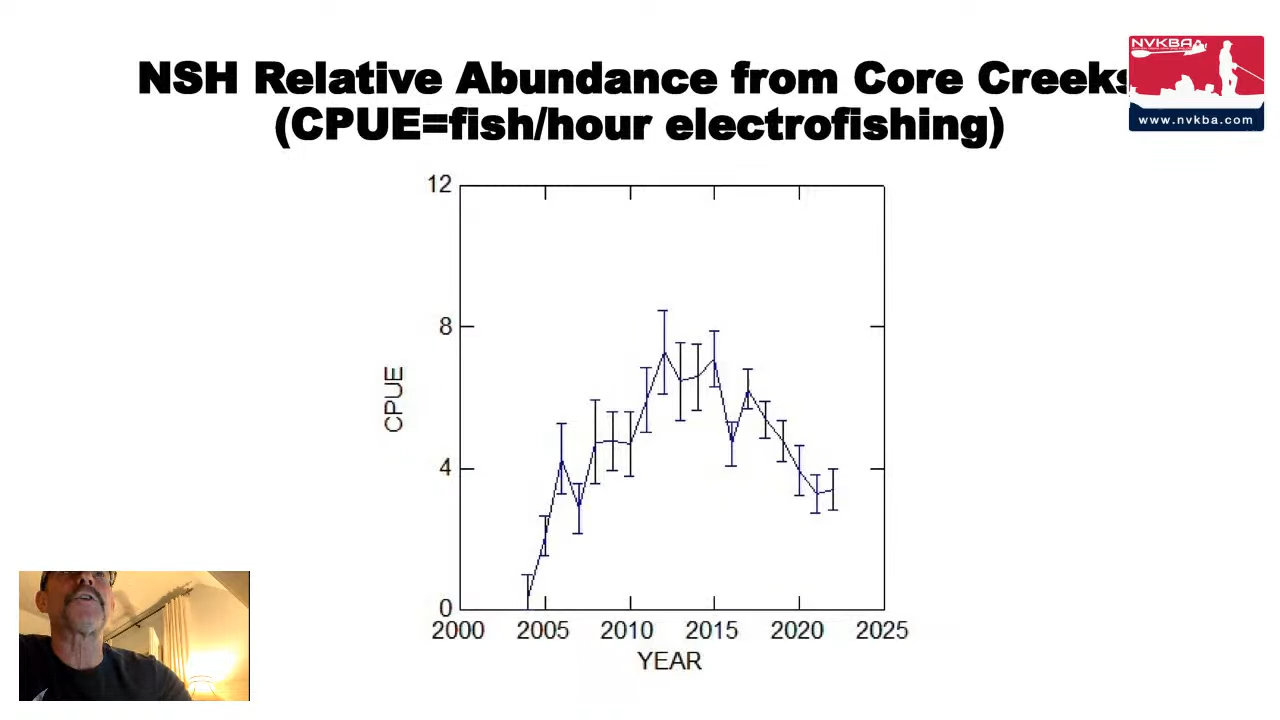 NSH Relative Abundance from Core Creeks
(CPUE=fish/hour electrofishing)
NVKBA
www.nvkba.com
12
8
4
0
CPUE
2000 2005 2010 2015 2020 2025
YEAR